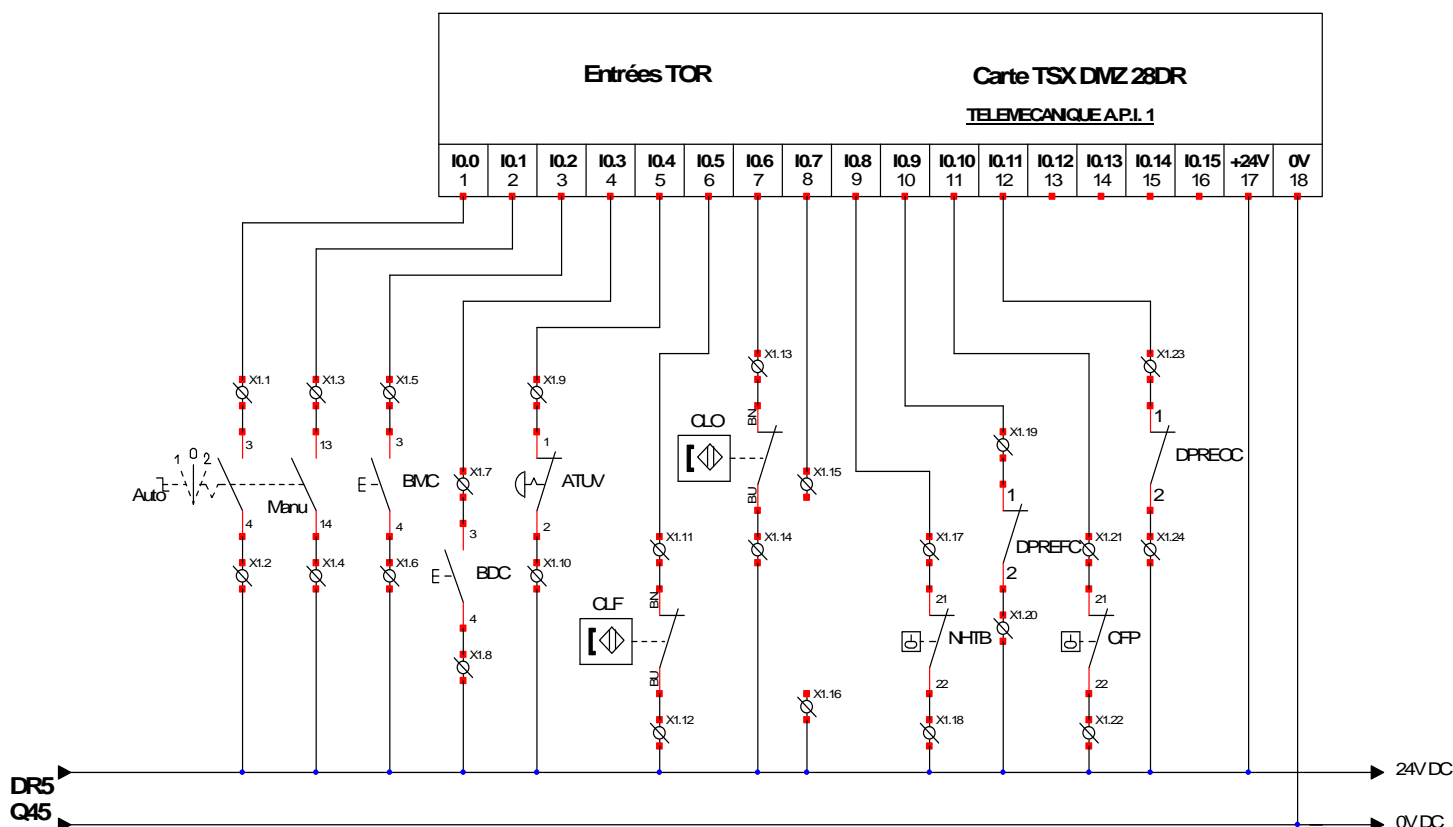 Entrées TOR
Carte TSX DMZ 28DR
TELEMECANIQUE A.P.I. 1
I0.0 I0.1 I0.2 I0.3 I0.4 I0.5 I0.6 I0.7 I0.8 I0.9 I0.10 I0.11 I0.12 I0.13 I0.14 I0.15 +24V 0V
1 2 3 4 5 6 7 8 9 10 11 12 13 14 15 16 17 18
X1.13 X1.23
X1.1 X1.3 X1.5 X1.9
BN 1
CLO
3 13 3 1 X1.19
1 0 2 DPREOC
X1.7 X1.15
Auto Manu BMC ATUV
BU 1 2
4 14 4 2
3 X1.11 X1.14 X1.17 X1.21 X1.24
DPREFC
X1.2 X1.4 X1.6 X1.10
BDC 2
BN 21 21
CLF
4 X1.20
NHTB CFP
X1.8
BU 22 22
X1.16
X1.12 X1.18 X1.22
24V DC
DR5
Q45
0V DC